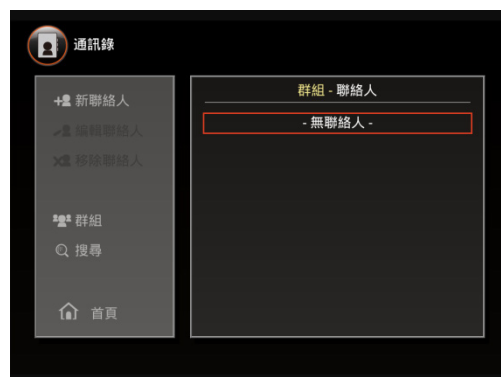 通訊錄
新聯絡人
編輯聯絡人
移除聯絡人
群組
搜尋
首頁
群組 - 聯絡人
- 無聯絡人 -